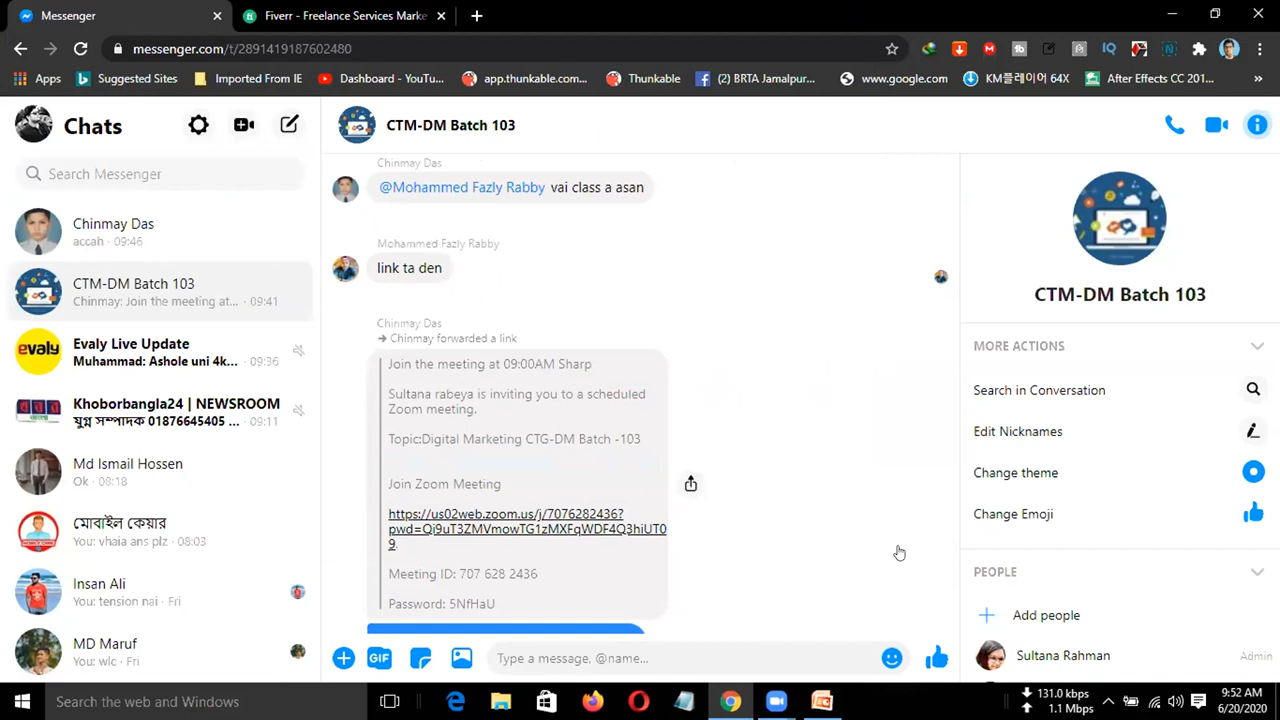 Messenger
Fiverr - Freelance Services Marke
messenger.com/t/2891419187602480
Apps
Suggested Sites
Imported From IE
Dashboard - YouTu...
app.thunkable.com...
Thunkable
(2) BRTA Jamalpur...
www.google.com
KM플레이어 64X
After Effects CC 201...
»
Chats
Search Messenger
Chinmay Das
accah · 09:46
CTM-DM Batch 103
Chinmay: Join the meeting at... · 09:41
Evaly Live Update
Muhammad: Ashole uni 4k... · 09:36
Khoborbangla24 | NEWSROOM
যুগ্ম সম্পাদক 01876645405 ... · 09:11
Md Ismail Hossen
Ok · 08:18
মোবাইল কেয়ার
You: vhaia ans plz · 08:03
Insan Ali
You: tension nai · Fri
MD Maruf
You: wlc · Fri
CTM-DM Batch 103
Chinmay Das
@Mohammed Fazly Rabby vai class a asan
Mohammed Fazly Rabby
link ta den
Chinmay Das
Chinmay forwarded a link
Join the meeting at 09:00AM Sharp
Sultana rabeya is inviting you to a scheduled
Zoom meeting.
Topic:Digital Marketing CTG-DM Batch -103
Join Zoom Meeting
https://us02web.zoom.us/j/7076282436?
pwd=Qj9uT3ZMVmowTG1zMXFqWDF4Q3hiUT0
9
Meeting ID: 707 628 2436
Password: 5NfHaU
GIF
Type a message, @name...
CTM-DM Batch 103
MORE ACTIONS
Search in Conversation
Edit Nicknames
Change theme
Change Emoji
PEOPLE
Add people
Sultana Rahman
Admin
Search the web and Windows
131.0 kbps
1.1 Mbps
9:52 AM
6/20/2020